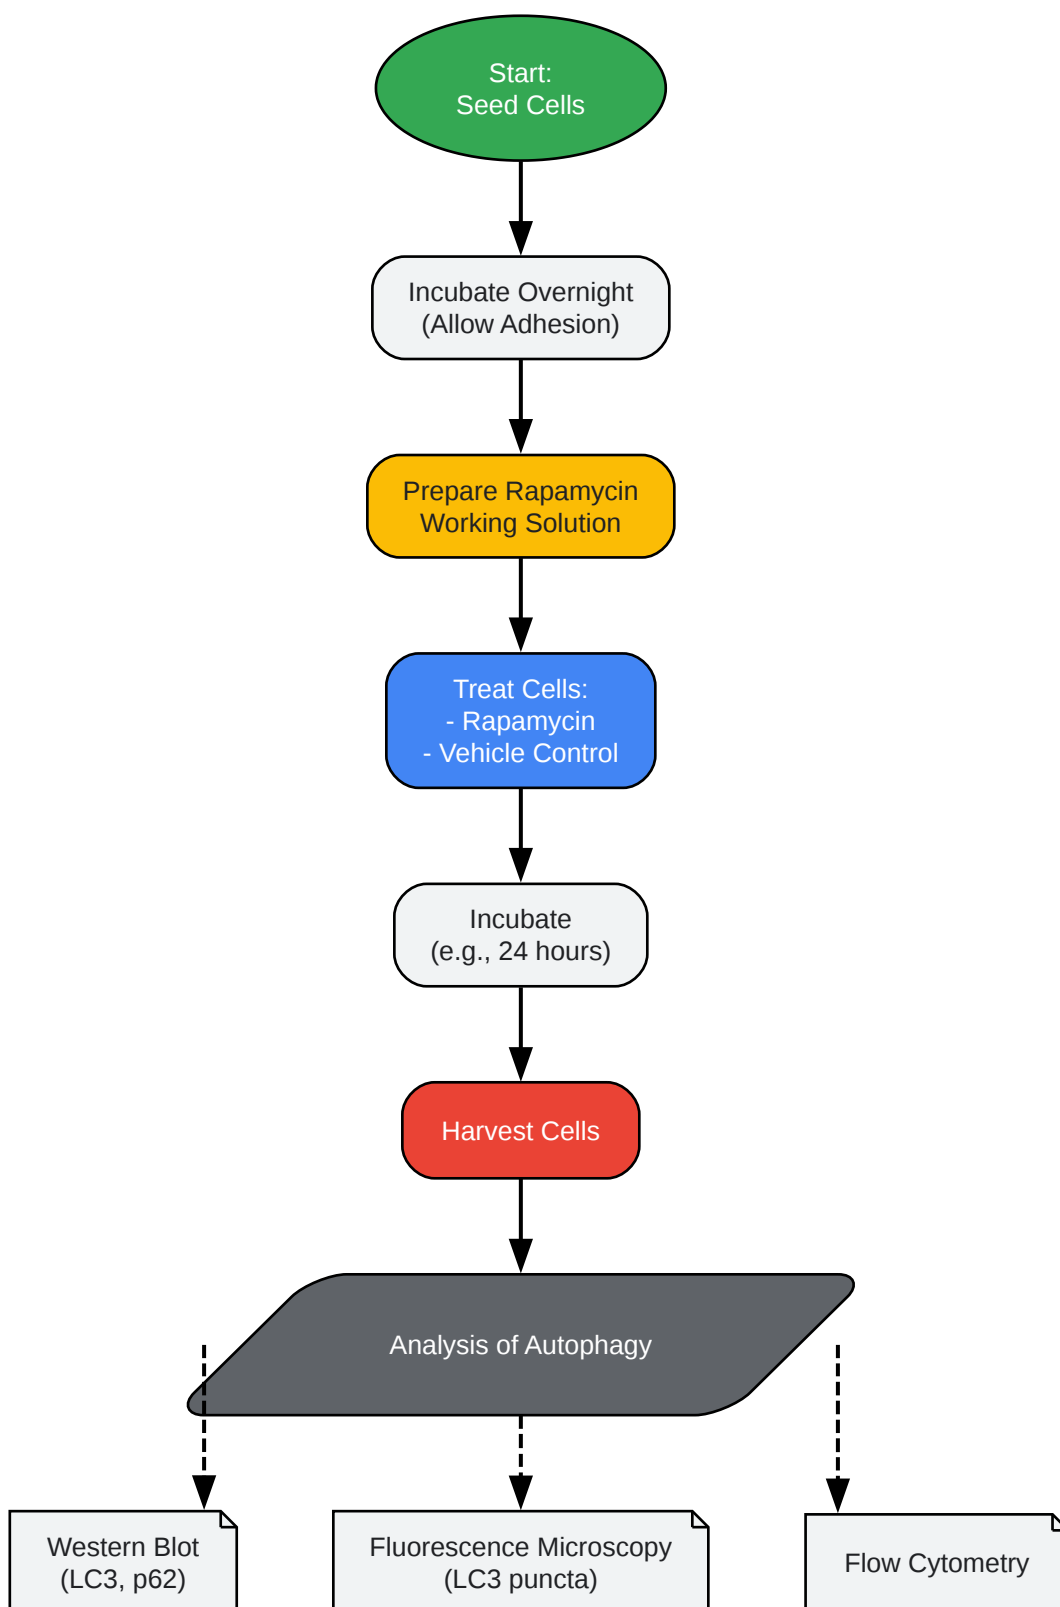 Start:
Seed Cells
Incubate Overnight
(Allow Adhesion)
Prepare Rapamycin
Working Solution
Treat Cells:
- Rapamycin
- Vehicle Control
Incubate
(e.g., 24 hours)
Harvest Cells
Analysis of Autophagy
Western Blot
(LC3, p62)
Fluorescence Microscopy
(LC3 puncta)
Flow Cytometry